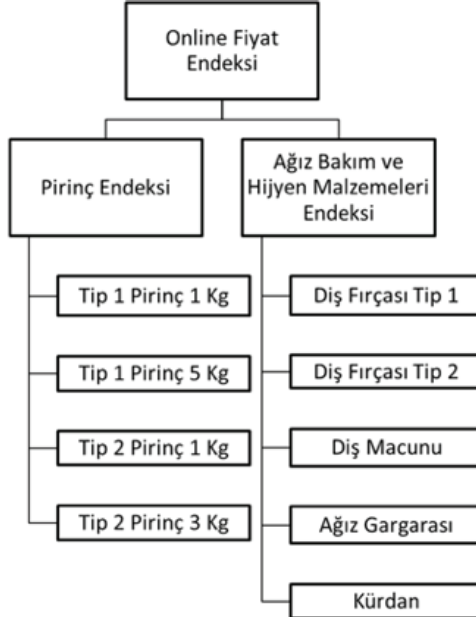 Online Fiyat
Endeksi
Pirinç Endeksi
Ağız Bakım ve
Hijyen Malzemeleri
Endeksi
Tip 1 Pirinç 1 Kg
Tip 1 Pirinç 5 Kg
Tip 2 Pirinç 1 Kg
Tip 2 Pirinç 3 Kg
Diş Fırçası Tip 1
Diş Fırçası Tip 2
Diş Macunu
Ağız Gargarası
Kürdan